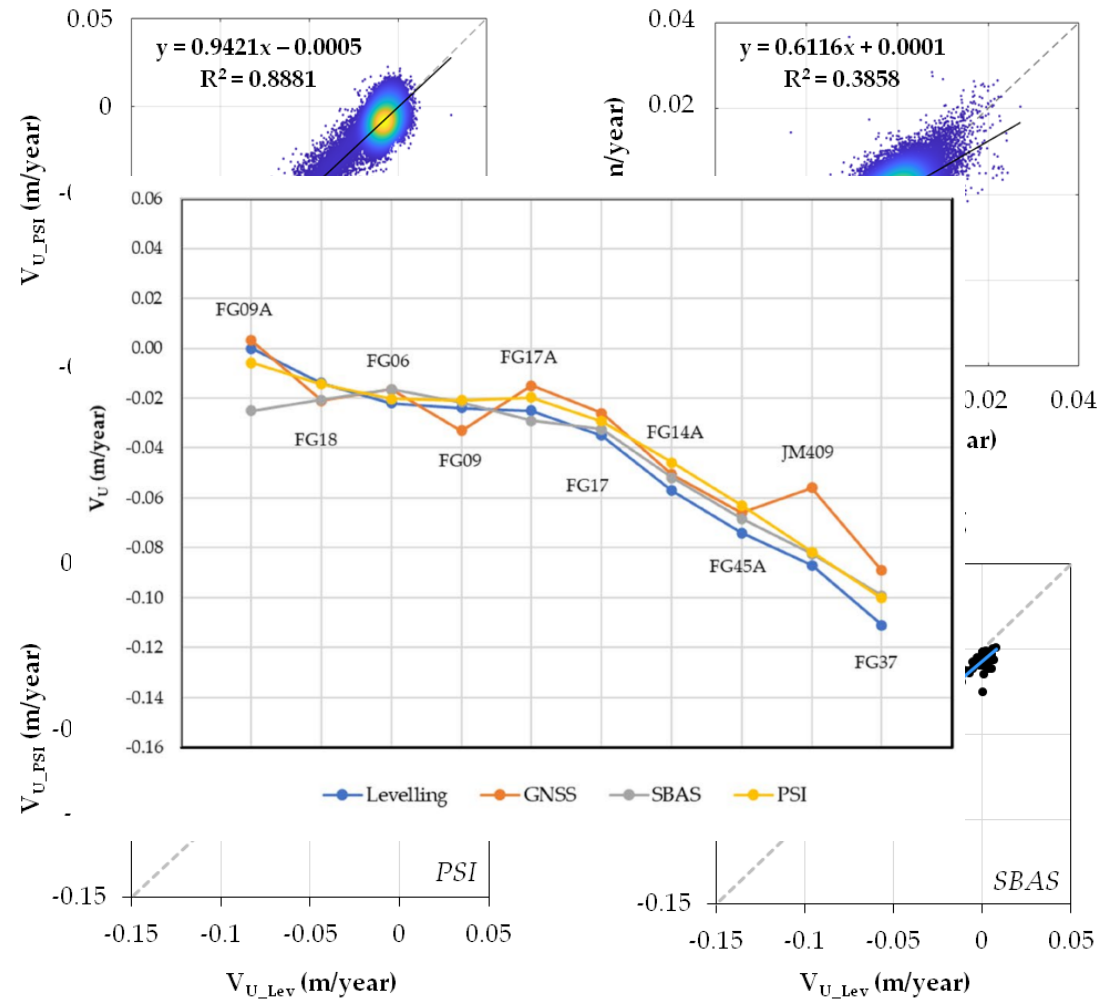 0.05
y = 0.9421x – 0.0005
R² = 0.8881
0
V_U_PSI (m/year)
0.04
y = 0.6116x + 0.0001
R² = 0.3858
0.02
0.02
0.04
0.06
0.04
0.02
0.00
-0.02
-0.04
-0.06
-0.08
-0.10
-0.12
-0.14
-0.16
V_U (m/year)
FG09A
FG18
FG06
FG09
FG17A
FG17
FG14A
FG45A
JM409
FG37
Levelling
GNSS
SBAS
PSI
0
V_U_PSI (m/year)
-0.15
PSI
-0.15
-0.1
-0.05
0
0.05
V_U_Lev (m/year)
-0.15
SBAS
-0.15
-0.1
-0.05
0
0.05
V_U_Lev (m/year)